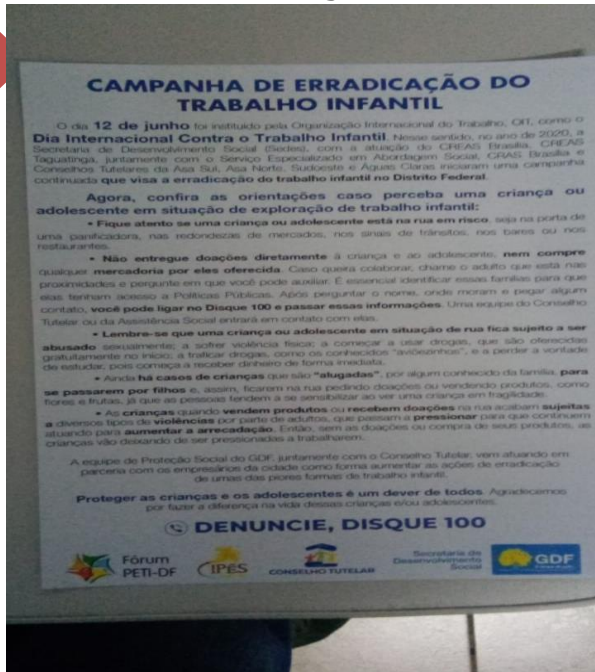 CAMPANHA DE ERRADICAÇÃO DO
TRABALHO INFANTIL
O dia 12 de junho foi instituído pela Organização Internacional do Trabalho, OIT, como o
Dia Internacional Contra o Trabalho Infantil. Nesse sentido, no ano de 2020, a
Secretaria de Desenvolvimento Social (Sedes), com a atuação do CREAS Brasília, CREAS
Taguatinga, juntamente com o Serviço Especializado em Abordagem Social, CRAS Brasília e
Conselhos Tutelares da Asa Sul, Asa Norte, Sudoeste e Águas Claras iniciaram uma campanha
continuada que visa a erradicação do trabalho infantil no Distrito Federal.
Agora, confira as orientações caso perceba uma criança ou
adolescente em situação de exploração de trabalho infantil:
• Fique atento se uma criança ou adolescente está na rua em risco, seja na porta de
uma panificadora, nas redondezas de mercados, nos sinais de trânsitos, nos bares ou nos
restaurantes.
• Não entregue doações diretamente à criança e ao adolescente, nem compre
qualquer mercadoria por eles oferecida. Caso queira colaborar, chame o adulto que está nas
proximidades e pergunte em que você pode auxiliar. É essencial identificar essas famílias para que
elas tenham acesso a Políticas Públicas. Após perguntar o nome, onde moram e pegar algum
contato, você pode ligar no Disque 100 e passar essas informações. Uma equipe do Conselho
Tutelar ou da Assistência Social entrará em contato com elas.
• Lembre-se que uma criança ou adolescente em situação de rua fica sujeito a ser
abusado sexualmente; a sofrer violência física; a começar a usar drogas, que são oferecidas
gratuitamente no início; a traficar drogas, como os conhecidos "aviõezinhos", e a perder a vontade
de estudar, pois começa a receber dinheiro de forma imediata.
• Ainda há casos de crianças que são "alugadas", por algum conhecido da família, para
se passarem por filhos e, assim, ficarem na rua pedindo doações ou vendendo produtos, como
flores e frutas, já que as pessoas tendem a se sensibilizar ao ver uma criança em fragilidade.
• As crianças quando vendem produtos ou recebem doações na rua acabam sujeitas
a diversos tipos de violências por parte de adultos, que passam a pressionar para que continuem
atuando para aumentar a arrecadação. Então, sem as doações ou compra de seus produtos, as
crianças vão deixando de ser pressionadas a trabalharem.
A equipe de Proteção Social do GDF, juntamente com o Conselho Tutelar, vem atuando em
parceria com os empresários da cidade como forma aumentar as ações de erradicação
de umas das piores formas de trabalho infantil.
Proteger as crianças e os adolescentes é um dever de todos. Agradecemos
por fazer a diferença na vida dessas crianças e/ou adolescentes.
DENUNCIE, DISQUE 100
Fórum
PETI-DF
IPÊS
CONSELHO TUTELAR
Secretaria de
Desenvolvimento
Social
GDF